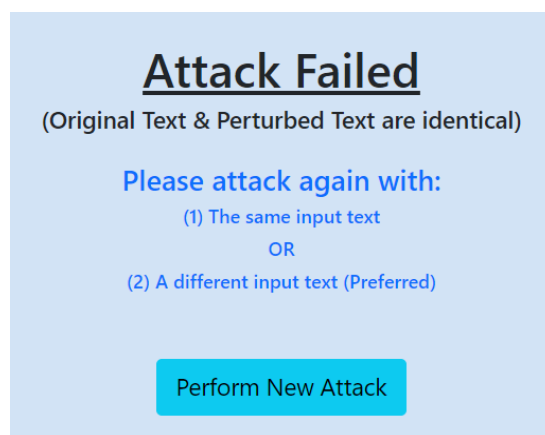 Attack Failed
(Original Text & Perturbed Text are identical)
Please attack again with:
(1) The same input text
OR
(2) A different input text (Preferred)
Perform New Attack